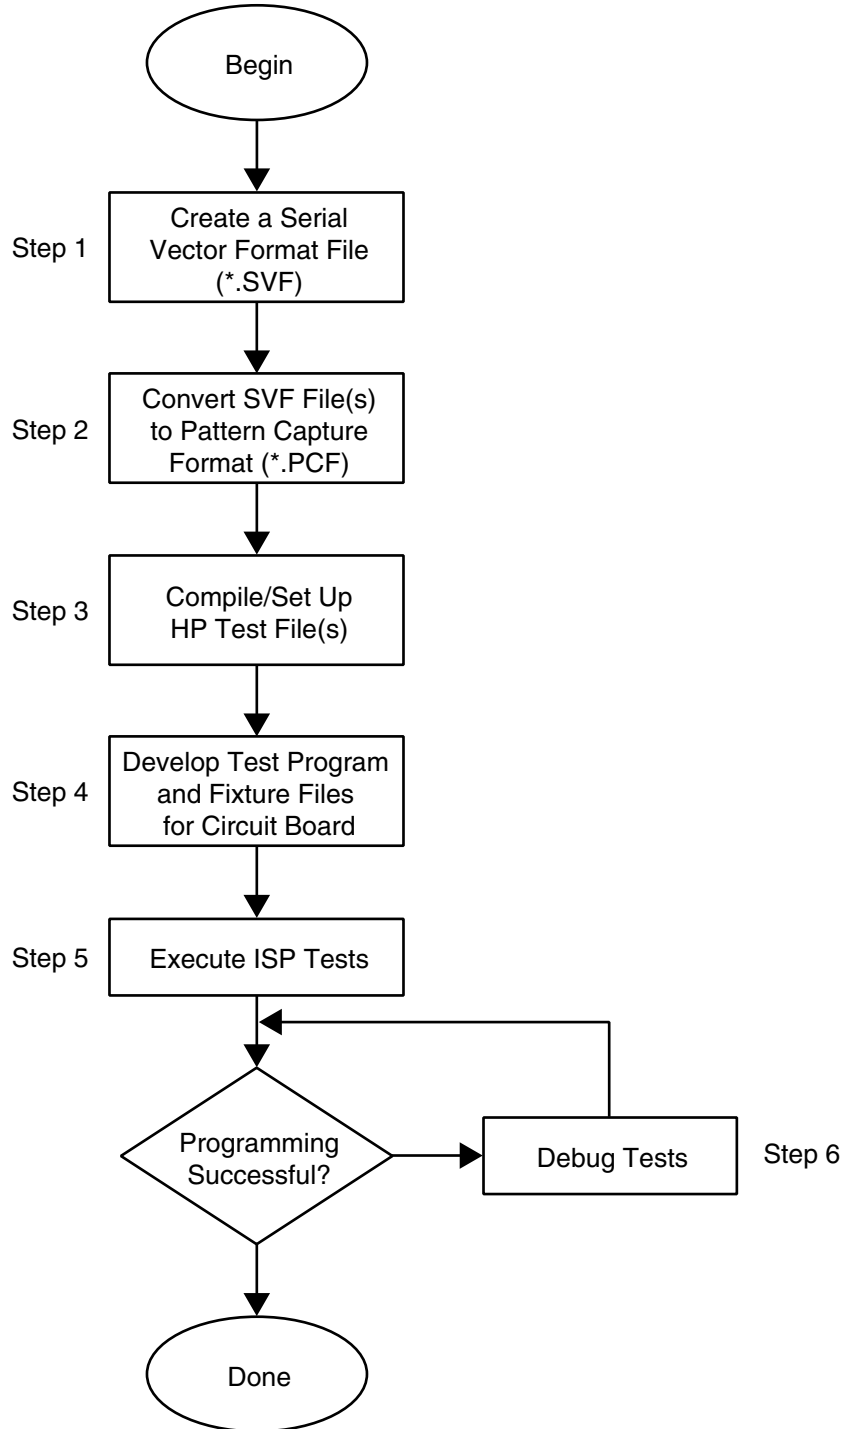 Begin
Step 1
Create a Serial
Vector Format File
(*.SVF)
Step 2
Convert SVF File(s)
to Pattern Capture
Format (*.PCF)
Step 3
Compile/Set Up
HP Test File(s)
Step 4
Develop Test Program
and Fixture Files
for Circuit Board
Step 5
Execute ISP Tests
Programming
Successful?
Debug Tests
Step 6
Done